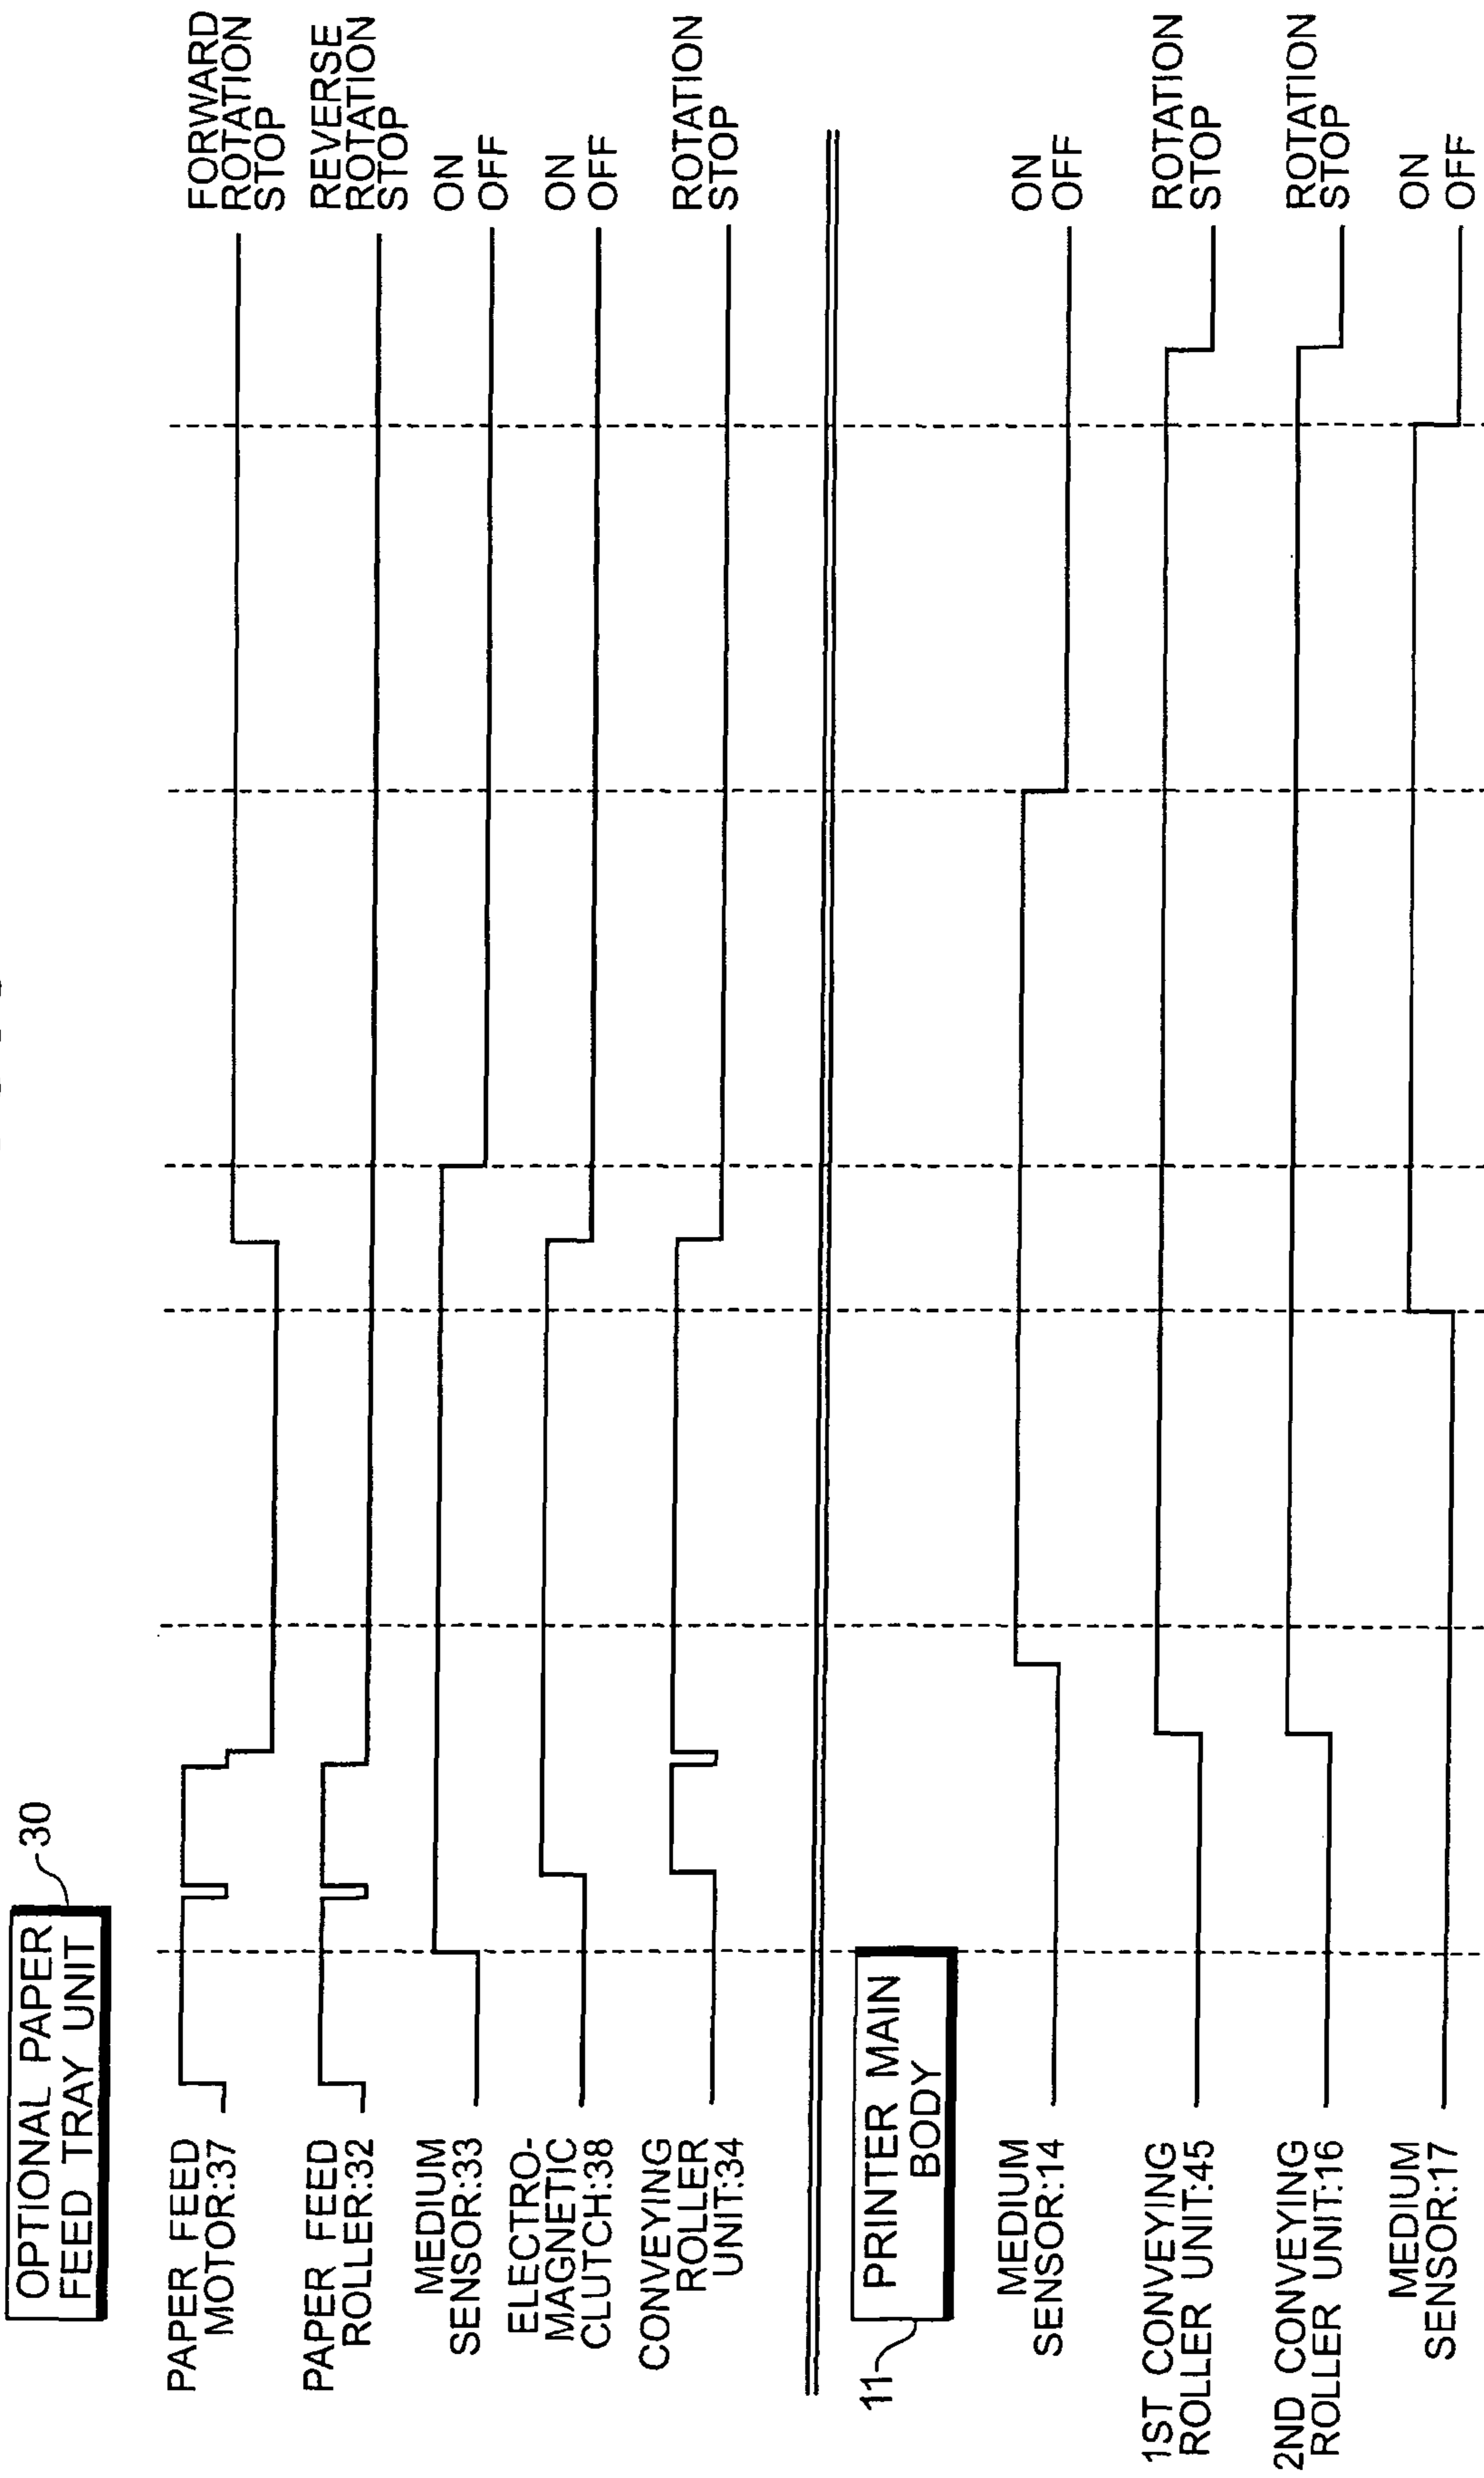 OPTIONAL PAPER
FEED TRAY UNIT
30
PAPER FEED
MOTOR:37
FORWARD
ROTATION
STOP
PAPER FEED
ROLLER:32
REVERSE
ROTATION
STOP
MEDIUM
SENSOR:33
ON
OFF
ELECTRO-
MAGNETIC
CLUTCH:38
ON
OFF
CONVEYING
ROLLER
UNIT:34
ROTATION
STOP
PRINTER MAIN
BODY
11
MEDIUM
SENSOR:14
ON
OFF
1ST CONVEYING
ROLLER UNIT:45
ROTATION
STOP
2ND CONVEYING
ROLLER UNIT:16
ROTATION
STOP
MEDIUM
SENSOR:17
ON
OFF